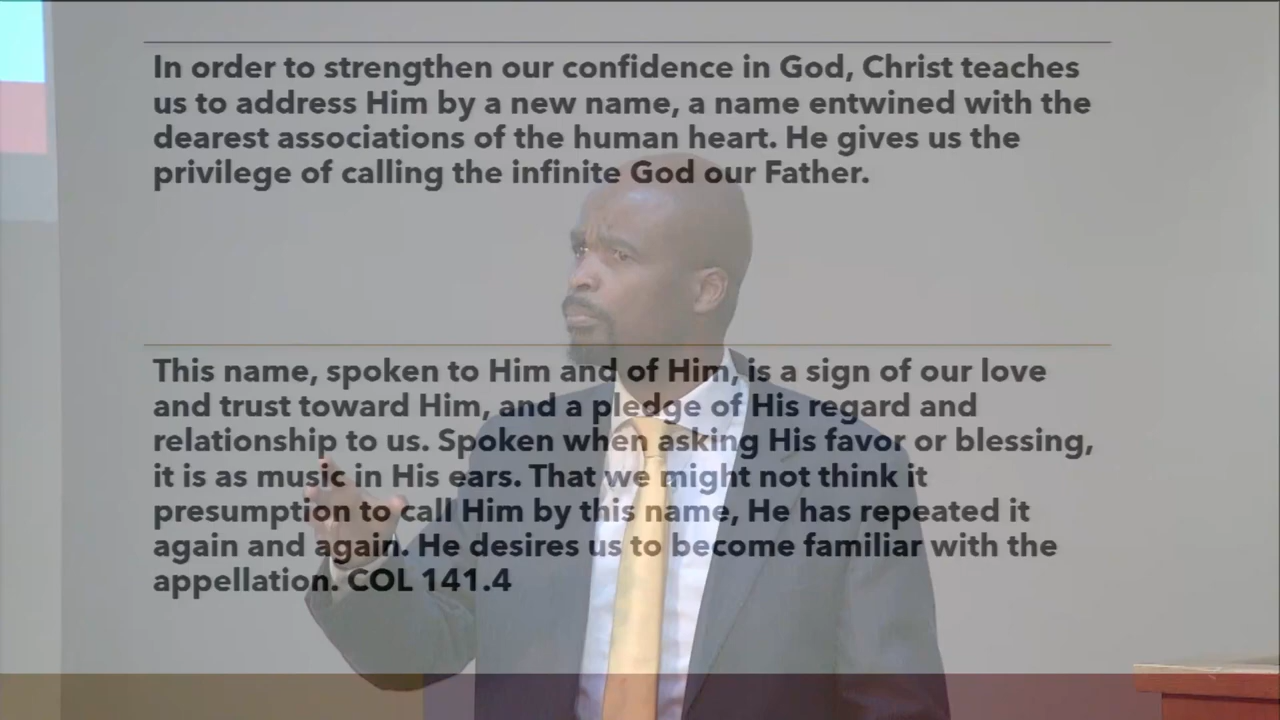 In order to strengthen our confidence in God, Christ teaches
us to address Him by a new name, a name entwined with the
dearest associations of the human heart. He gives us the
privilege of calling the infinite God our Father.
This name, spoken to Him and of Him, is a sign of our love
and trust toward Him, and a pledge of His regard and
relationship to us. Spoken when asking His favor or blessing,
it is as music in His ears. That we might not think it
presumption to call Him by this name, He has repeated it
again and again. He desires us to become familiar with the
appellation. COL 141.4